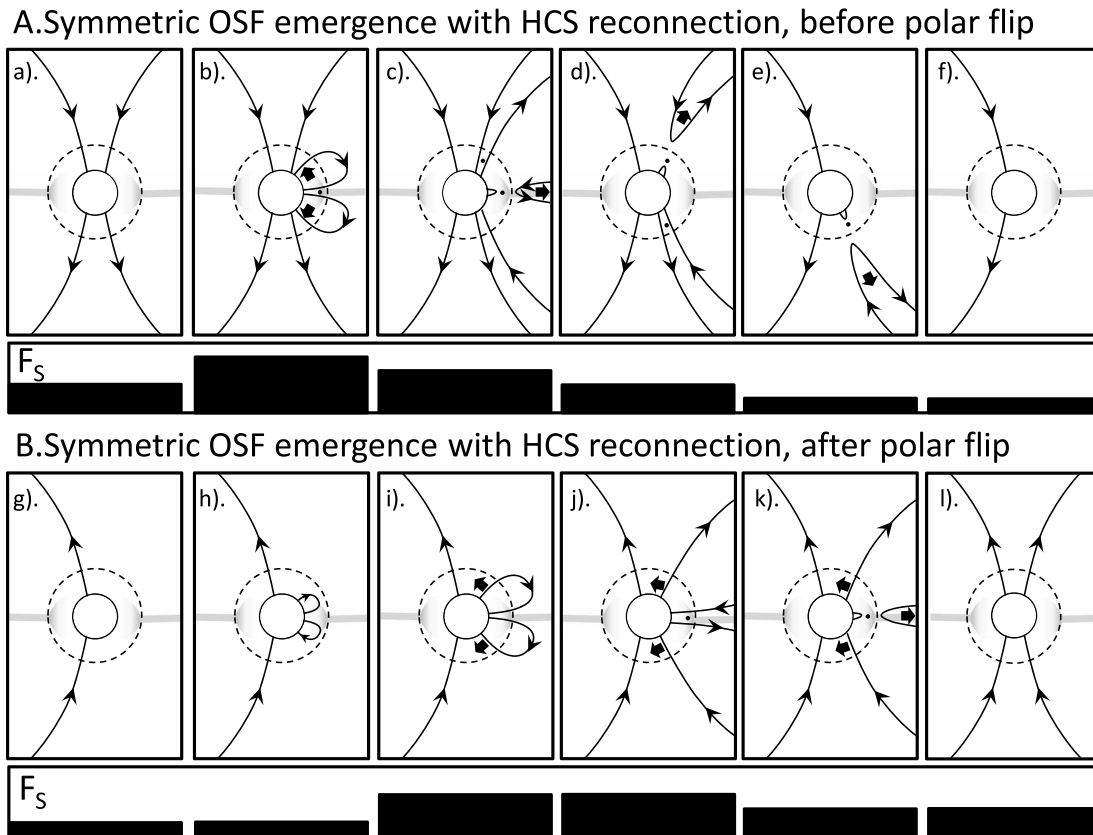 A.Symmetric OSF emergence with HCS reconnection, before polar flip
a). b). c). d). e). f).
FS
B.Symmetric OSF emergence with HCS reconnection, after polar flip
g). h). i). j). k). l).
FS